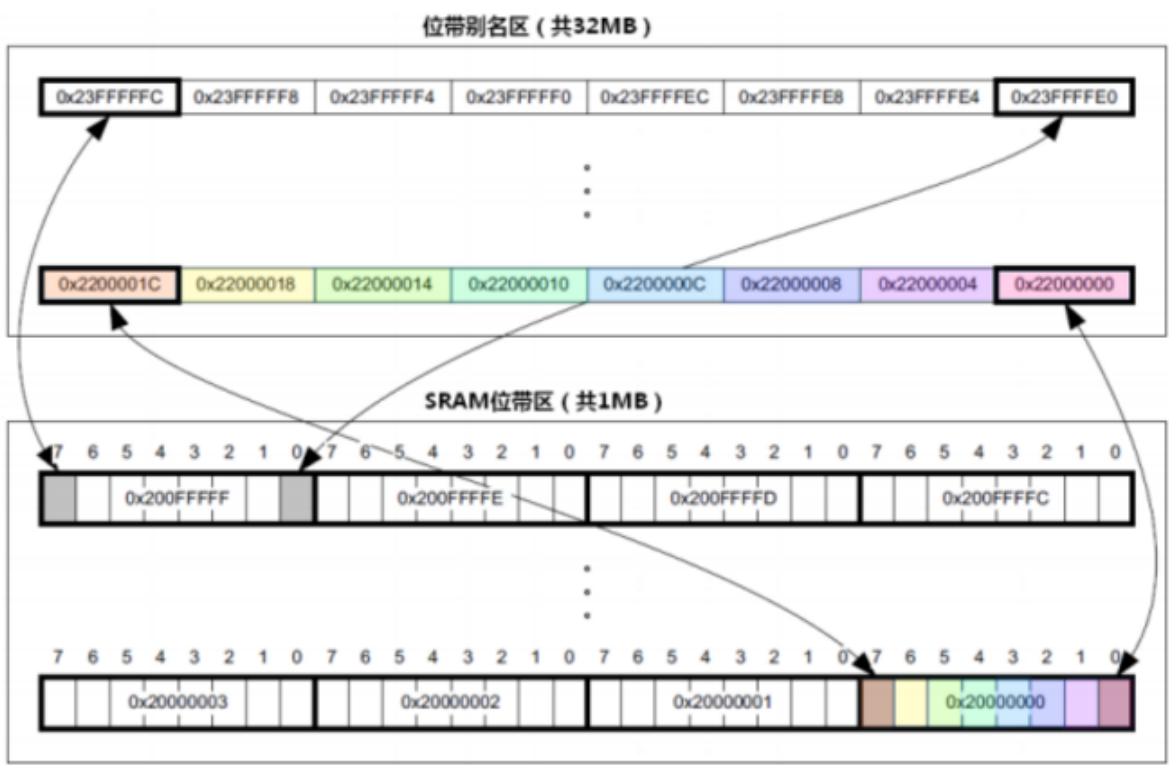 位带别名区（共32MB）
0x23FFFFFC 0x23FFFFF8 0x23FFFFF4 0x23FFFFF0 0x23FFFFEC 0x23FFFFE8 0x23FFFFE4 0x23FFFFE0
0x2200001C 0x22000018 0x22000014 0x22000010 0x2200000C 0x22000008 0x22000004 0x22000000
SRAM位带区（共1MB）
7 6 5 4 3 2 1 0 7 6 5 4 3 2 1 0 7 6 5 4 3 2 1 0 7 6 5 4 3 2 1 0
0x200FFFFF 0x200FFFFE 0x200FFFFD 0x200FFFFC
7 6 5 4 3 2 1 0 7 6 5 4 3 2 1 0 7 6 5 4 3 2 1 0 7 6 5 4 3 2 1 0
0x20000003 0x20000002 0x20000001 0x20000000